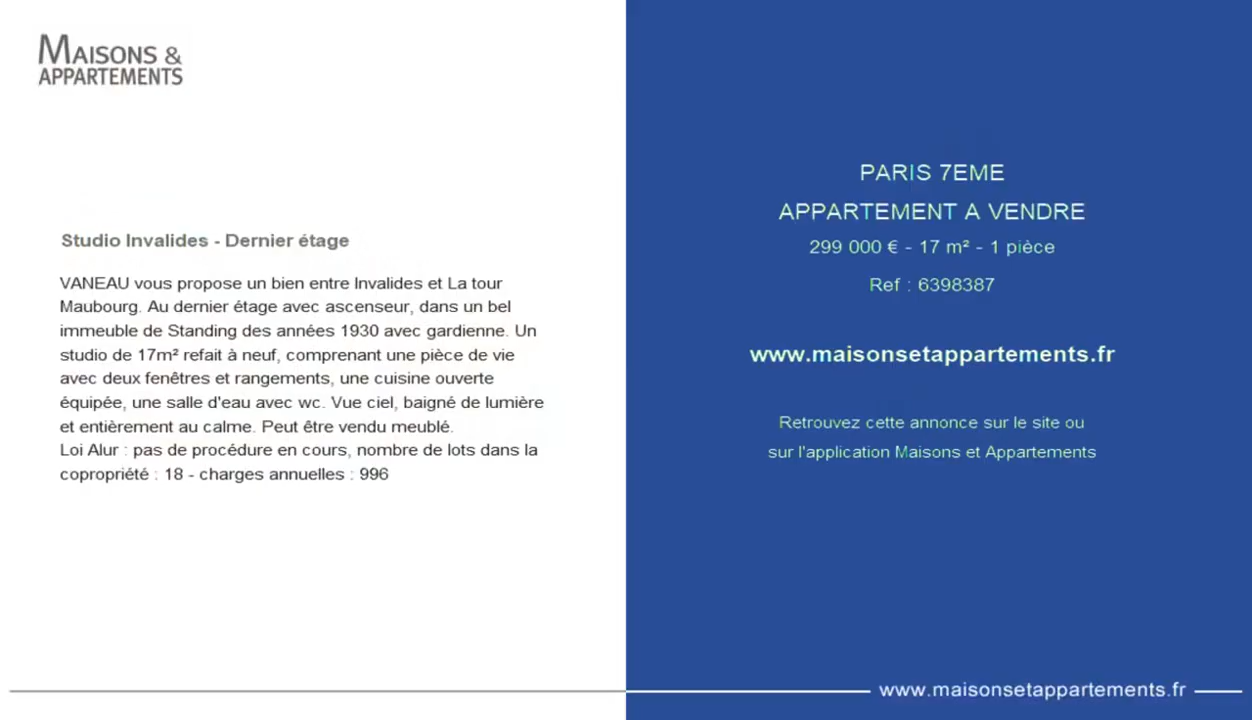 MAISONS &
APPARTEMENTS
Studio Invalides - Dernier étage
VANEAU vous propose un bien entre Invalides et La tour
Maubourg. Au dernier étage avec ascenseur, dans un bel
immeuble de Standing des années 1930 avec gardienne. Un
studio de 17m² refait à neuf, comprenant une pièce de vie
avec deux fenêtres et rangements, une cuisine ouverte
équipée, une salle d'eau avec wc. Vue ciel, baigné de lumière
et entièrement au calme. Peut être vendu meublé.
Loi Alur : pas de procédure en cours, nombre de lots dans la
copropriété : 18 - charges annuelles : 996
PARIS 7EME
APPARTEMENT A VENDRE
299 000 € - 17 m² - 1 pièce
Ref : 6398387
www.maisonsetappartements.fr
Retrouvez cette annonce sur le site ou
sur l'application Maisons et Appartements
www.maisonsetappartements.fr